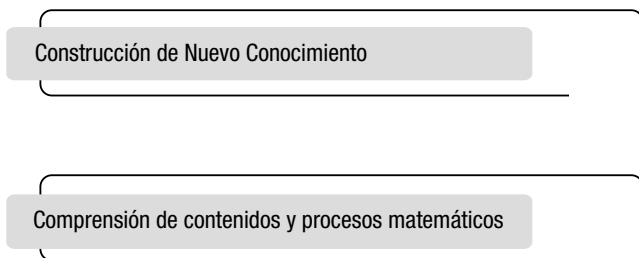 Construcción de Nuevo Conocimiento
Comprensión de contenidos y procesos matemáticos